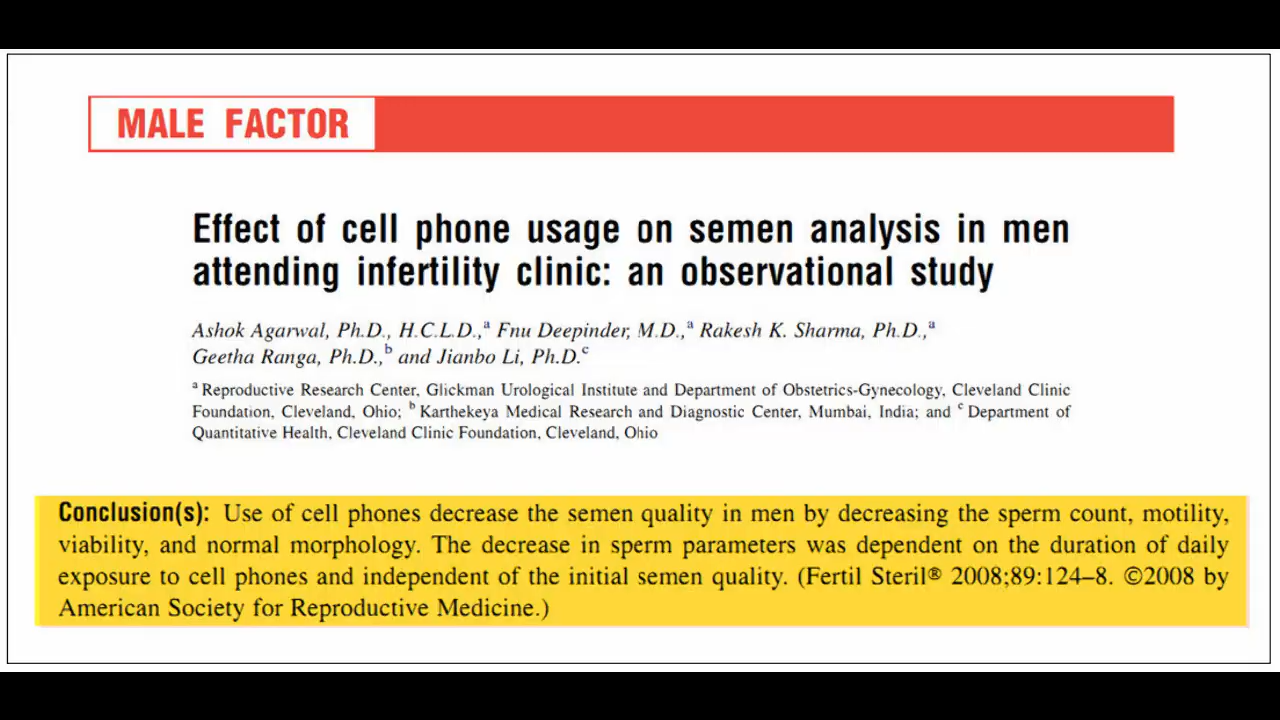 MALE FACTOR
Effect of cell phone usage on semen analysis in men
attending infertility clinic: an observational study
Ashok Agarwal, Ph.D., H.C.L.D.,a Fnu Deepinder, M.D.,a Rakesh K. Sharma, Ph.D.,a
Geetha Ranga, Ph.D.,b and Jianbo Li, Ph.D.c
a Reproductive Research Center, Glickman Urological Institute and Department of Obstetrics-Gynecology, Cleveland Clinic
Foundation, Cleveland, Ohio; b Karthekeya Medical Research and Diagnostic Center, Mumbai, India; and c Department of
Quantitative Health, Cleveland Clinic Foundation, Cleveland, Ohio
Conclusion(s): Use of cell phones decrease the semen quality in men by decreasing the sperm count, motility,
viability, and normal morphology. The decrease in sperm parameters was dependent on the duration of daily
exposure to cell phones and independent of the initial semen quality. (Fertil Steril® 2008;89:124–8. ©2008 by
American Society for Reproductive Medicine.)